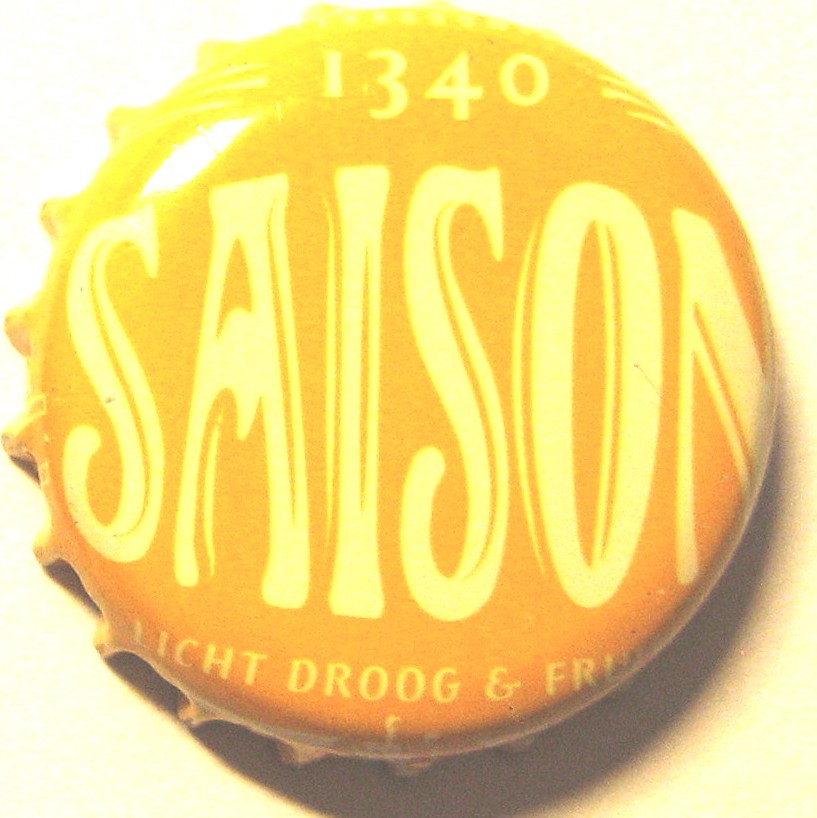 1340
SAISON
LICHT DROOG &